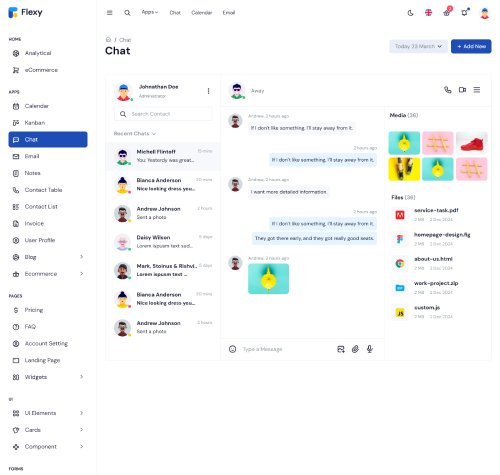 Flexy
Apps
Chat
Calendar
Email
HOME
Analytical
eCommerce
APPS
Calendar
Kanban
Chat
Email
Notes
Contact Table
Contact List
Invoice
User Profile
Blog
Ecommerce
PAGES
Pricing
FAQ
Account Setting
Landing Page
Widgets
UI
UI Elements
Cards
Component
FORMS
/ Chat
Chat
Today 23 March
+ Add New
Johnathan Doe
Administrator
Search Contact
Recent Chats
Michell Flintoff
15 mins
You: Yesterdy was great...
Bianca Anderson
30 mins
Nice looking dress you...
Andrew Johnson
2 hours
Sent a photo
Daisy Wilson
5 days
Lorem ispusm text sud...
Mark, Stoinus & Rishvi..
5 days
Lorem ispusm text ...
Bianca Anderson
30 mins
Nice looking dress you...
Andrew Johnson
2 hours
Sent a photo
Away
Andrew, 2 hours ago
If I don't like something, I'll stay away from it.
2 hours ago
If I don't like something, I'll stay away from it.
Andrew, 2 hours ago
I want more detailed information.
2 hours ago
If I don't like something, I'll stay away from it.
They got there early, and they got really good seats.
Andrew, 2 hours ago
Type a Message
Media (36)
Files (36)
service-task.pdf
2 MB 2 Dec 2024
homepage-design.fig
2 MB 2 Dec 2024
about-us.html
2 MB 2 Dec 2024
work-project.zip
2 MB 2 Dec 2024
custom.js
2 MB 2 Dec 2024